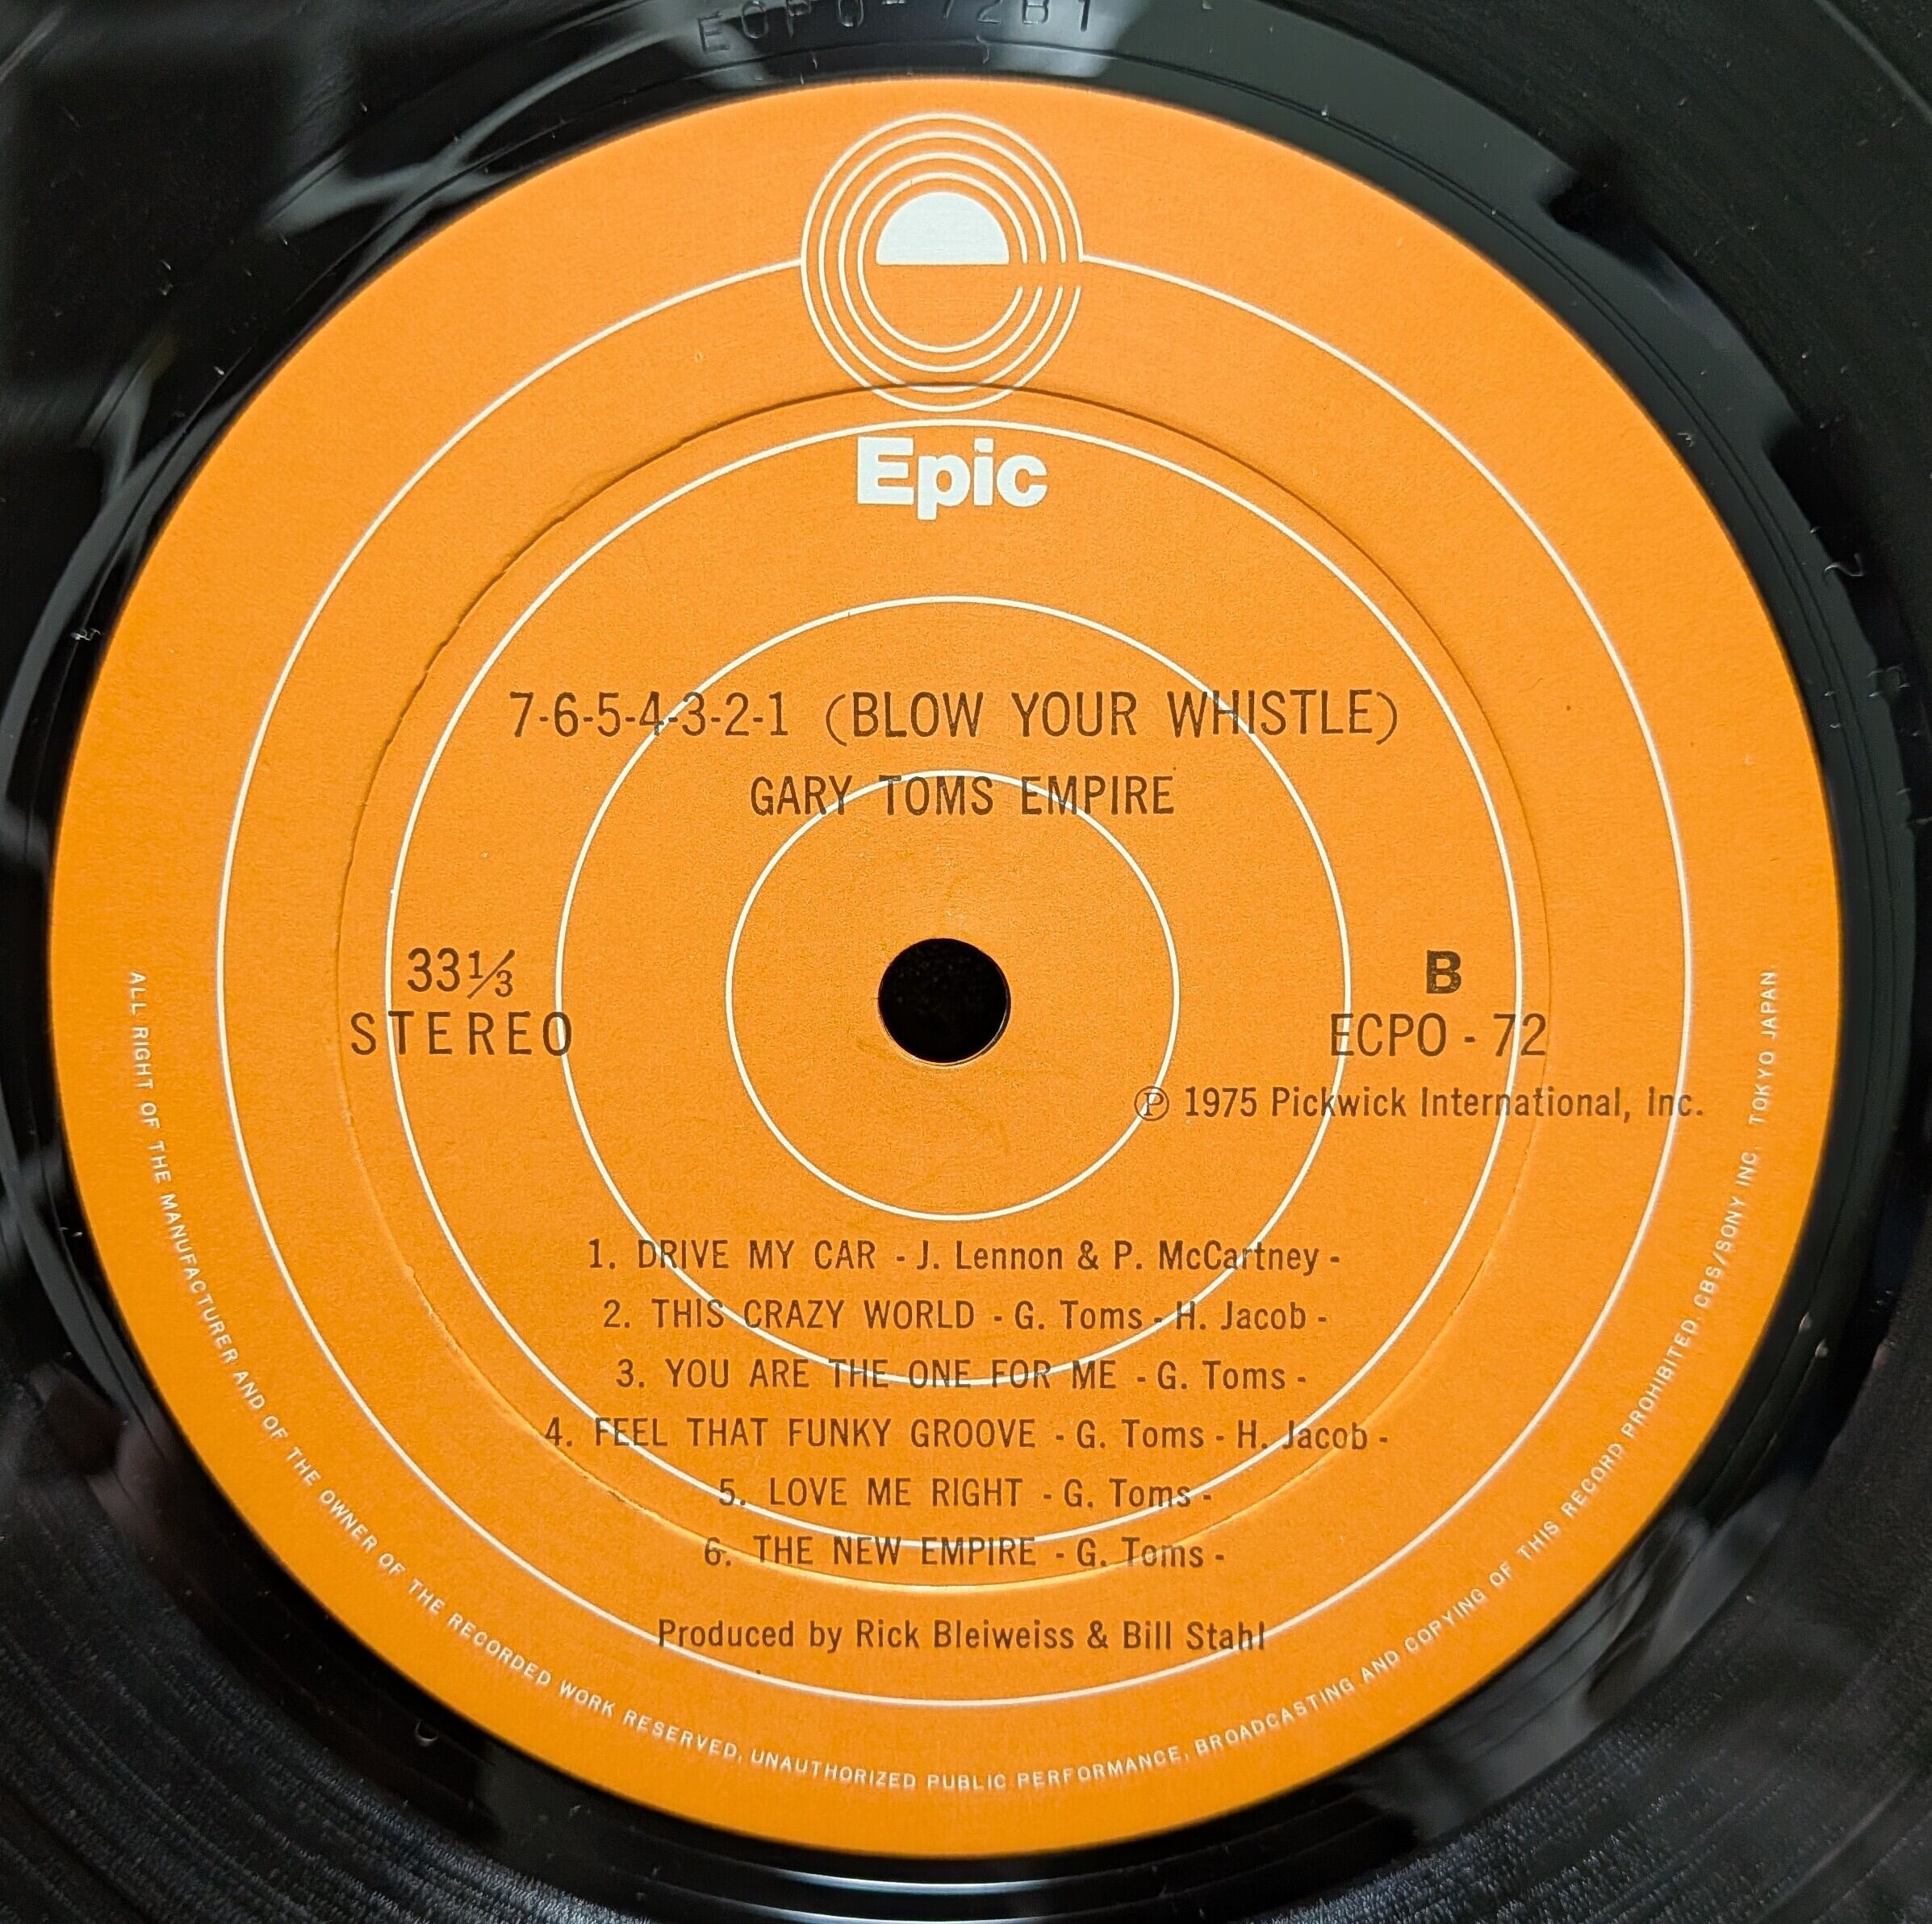 ECPO-72B1
Epic
7-6-5-4-3-2-1 (BLOW YOUR WHISTLE)
GARY TOMS EMPIRE
33⅓
STEREO
B
ECPO - 72
Ⓟ 1975 Pickwick International, Inc.
1. DRIVE MY CAR - J. Lennon & P. McCartney -
2. THIS CRAZY WORLD - G. Toms - H. Jacob -
3. YOU ARE THE ONE FOR ME - G. Toms -
4. FEEL THAT FUNKY GROOVE - G. Toms - H. Jacob -
5. LOVE ME RIGHT - G. Toms -
6. THE NEW EMPIRE - G. Toms -
Produced by Rick Bleiweiss & Bill Stahl
ALL RIGHT OF THE MANUFACTURER AND OF THE OWNER OF THE RECORDED WORK RESERVED, UNAUTHORIZED PUBLIC PERFORMANCE, BROADCASTING AND COPYING OF THIS RECORD PROHIBITED. CBS/SONY INC. TOKYO JAPAN